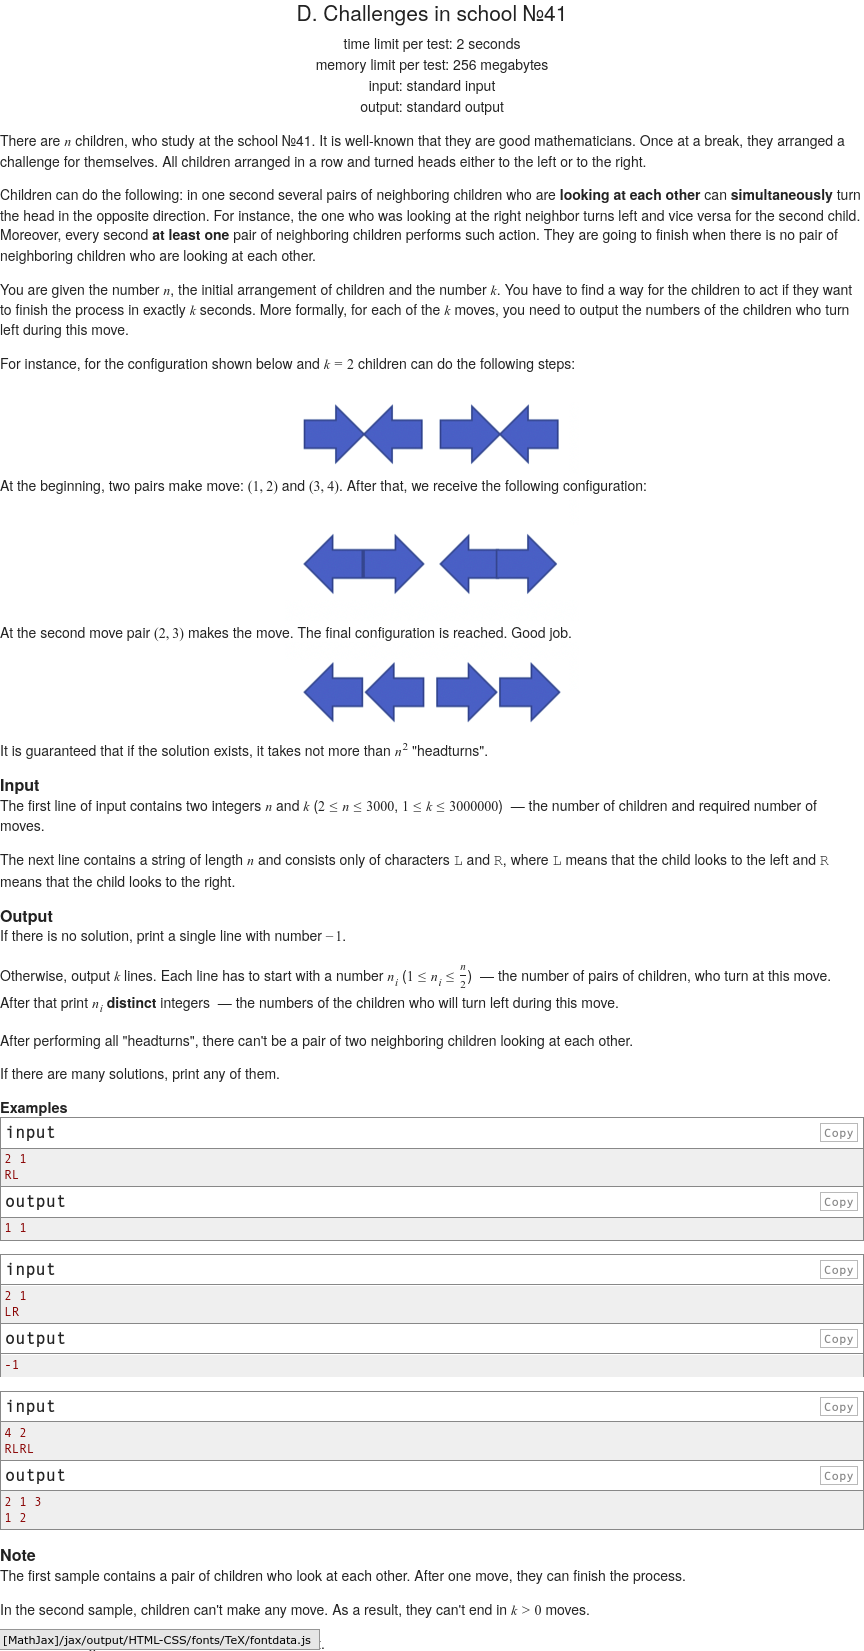 D. Challenges in school №41
time limit per test: 2 seconds
memory limit per test: 256 megabytes
input: standard input
output: standard output
There are n children, who study at the school №41. It is well-known that they are good mathematicians. Once at a break, they arranged a
challenge for themselves. All children arranged in a row and turned heads either to the left or to the right.
Children can do the following: in one second several pairs of neighboring children who are looking at each other can simultaneously turn
the head in the opposite direction. For instance, the one who was looking at the right neighbor turns left and vice versa for the second child.
Moreover, every second at least one pair of neighboring children performs such action. They are going to finish when there is no pair of
neighboring children who are looking at each other.
You are given the number n, the initial arrangement of children and the number k. You have to find a way for the children to act if they want
to finish the process in exactly k seconds. More formally, for each of the k moves, you need to output the numbers of the children who turn
left during this move.
For instance, for the configuration shown below and k = 2 children can do the following steps:
At the beginning, two pairs make move: (1, 2) and (3, 4). After that, we receive the following configuration:
At the second move pair (2, 3) makes the move. The final configuration is reached. Good job.
It is guaranteed that if the solution exists, it takes not more than n² "headturns".
Input
The first line of input contains two integers n and k (2 ≤ n ≤ 3000, 1 ≤ k ≤ 3000000) — the number of children and required number of
moves.
The next line contains a string of length n and consists only of characters L and R, where L means that the child looks to the left and R
means that the child looks to the right.
Output
If there is no solution, print a single line with number −1.
Otherwise, output k lines. Each line has to start with a number nᵢ (1 ≤ nᵢ ≤ n/2) — the number of pairs of children, who turn at this move.
After that print nᵢ distinct integers — the numbers of the children who will turn left during this move.
After performing all "headturns", there can't be a pair of two neighboring children looking at each other.
If there are many solutions, print any of them.
Examples
input Copy
2 1
RL
output Copy
1 1
input Copy
2 1
LR
output Copy
-1
input Copy
4 2
RLRL
output Copy
2 1 3
1 2
Note
The first sample contains a pair of children who look at each other. After one move, they can finish the process.
In the second sample, children can't make any move. As a result, they can't end in k > 0 moves.
[MathJax]/jax/output/HTML-CSS/fonts/TeX/fontdata.js